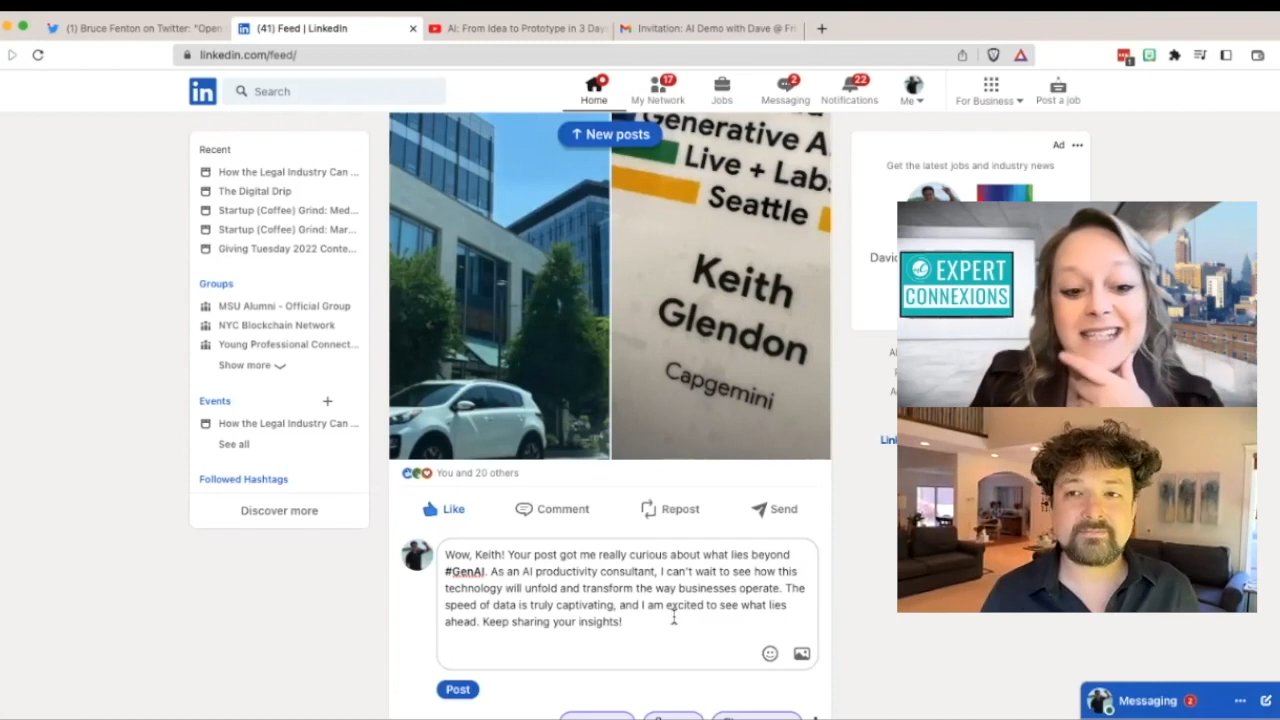 (1) Bruce Fenton on Twitter: "Open
(41) Feed | LinkedIn
AI: From Idea to Prototype in 3 Day
Invitation: AI Demo with Dave @ Fri
linkedin.com/feed/
1
in
Search
17
2
22
Home
My Network
Jobs
Messaging
Notifications
Me
For Business
Post a job
Recent
How the Legal Industry Can ...
The Digital Drip
Startup (Coffee) Grind: Med...
Startup (Coffee) Grind: Mar...
Giving Tuesday 2022 Conte...
Groups
MSU Alumni - Official Group
NYC Blockchain Network
Young Professional Connect...
Show more
Events
How the Legal Industry Can ...
See all
Followed Hashtags
Discover more
New posts
Generative A
Live + Lab
Seattle
Keith
Glendon
Capgemini
You and 20 others
Like
Comment
Repost
Send
Wow, Keith! Your post got me really curious about what lies beyond
#GenAI. As an AI productivity consultant, I can't wait to see how this
technology will unfold and transform the way businesses operate. The
speed of data is truly captivating, and I am excited to see what lies
ahead. Keep sharing your insights!
Post
Ad
Get the latest jobs and industry news
David
EXPERT
CONNEXIONS
Link
Messaging 2